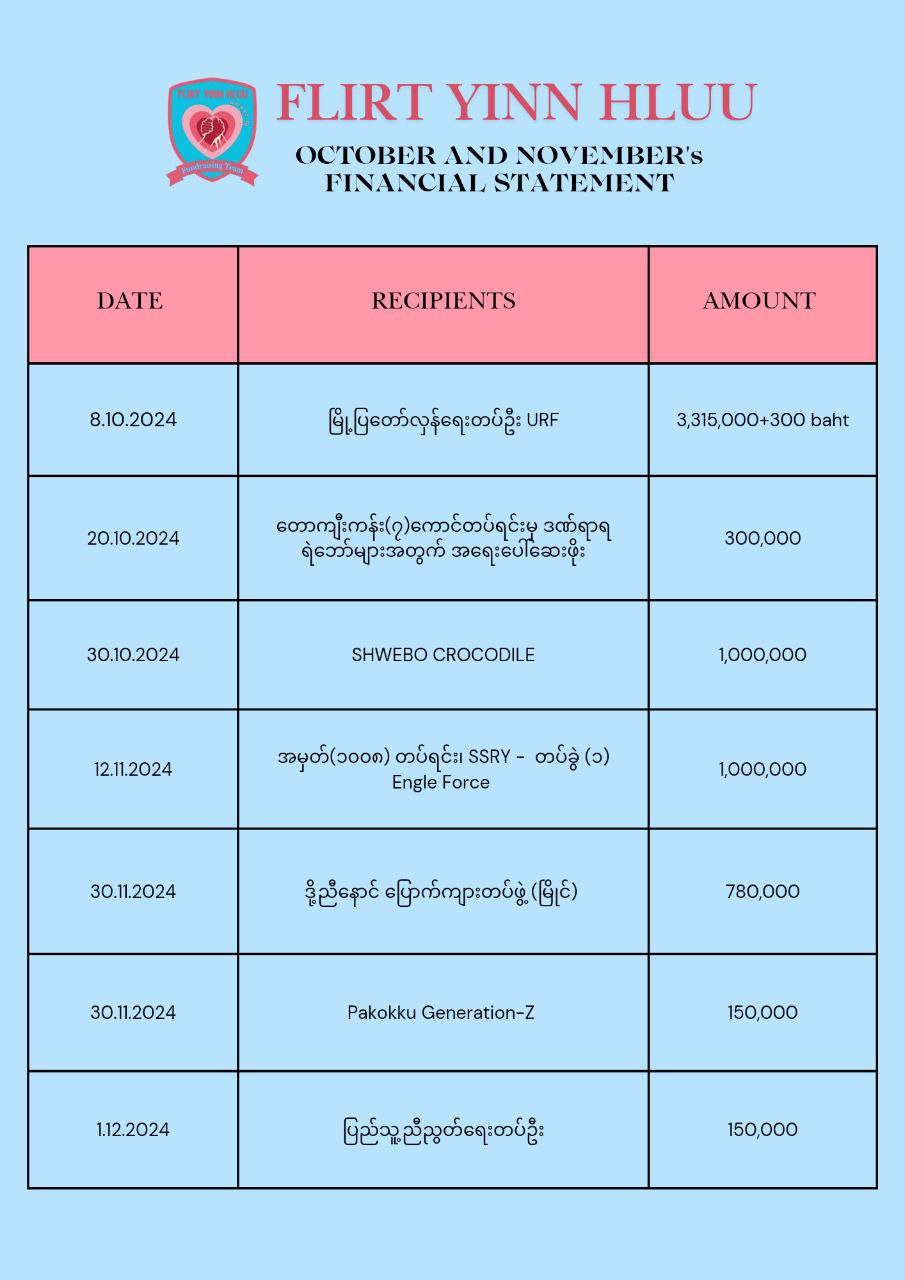 FLIRT YINN HLUU
Fundraising Team
FLIRT YINN HLUU
OCTOBER AND NOVEMBER's
FINANCIAL STATEMENT
DATE RECIPIENTS AMOUNT
8.10.2024 မြို့ပြတော်လှန်ရေးတပ်ဦး URF 3,315,000+300 baht
20.10.2024 တောကျီးကန်း(၇)ကောင်တပ်ရင်းမှ ဒဏ်ရာရ
ရဲဘော်များအတွက် အရေးပေါ်ဆေးဖိုး 300,000
30.10.2024 SHWEBO CROCODILE 1,000,000
12.11.2024 အမှတ်(၁၀၀၈) တပ်ရင်း၊ SSRY - တပ်ခွဲ (၁)
Engle Force 1,000,000
30.11.2024 ဒို့ညီနောင် ပြောက်ကျားတပ်ဖွဲ့ (မြိုင်) 780,000
30.11.2024 Pakokku Generation-Z 150,000
1.12.2024 ပြည်သူ့ညီညွတ်ရေးတပ်ဦး 150,000